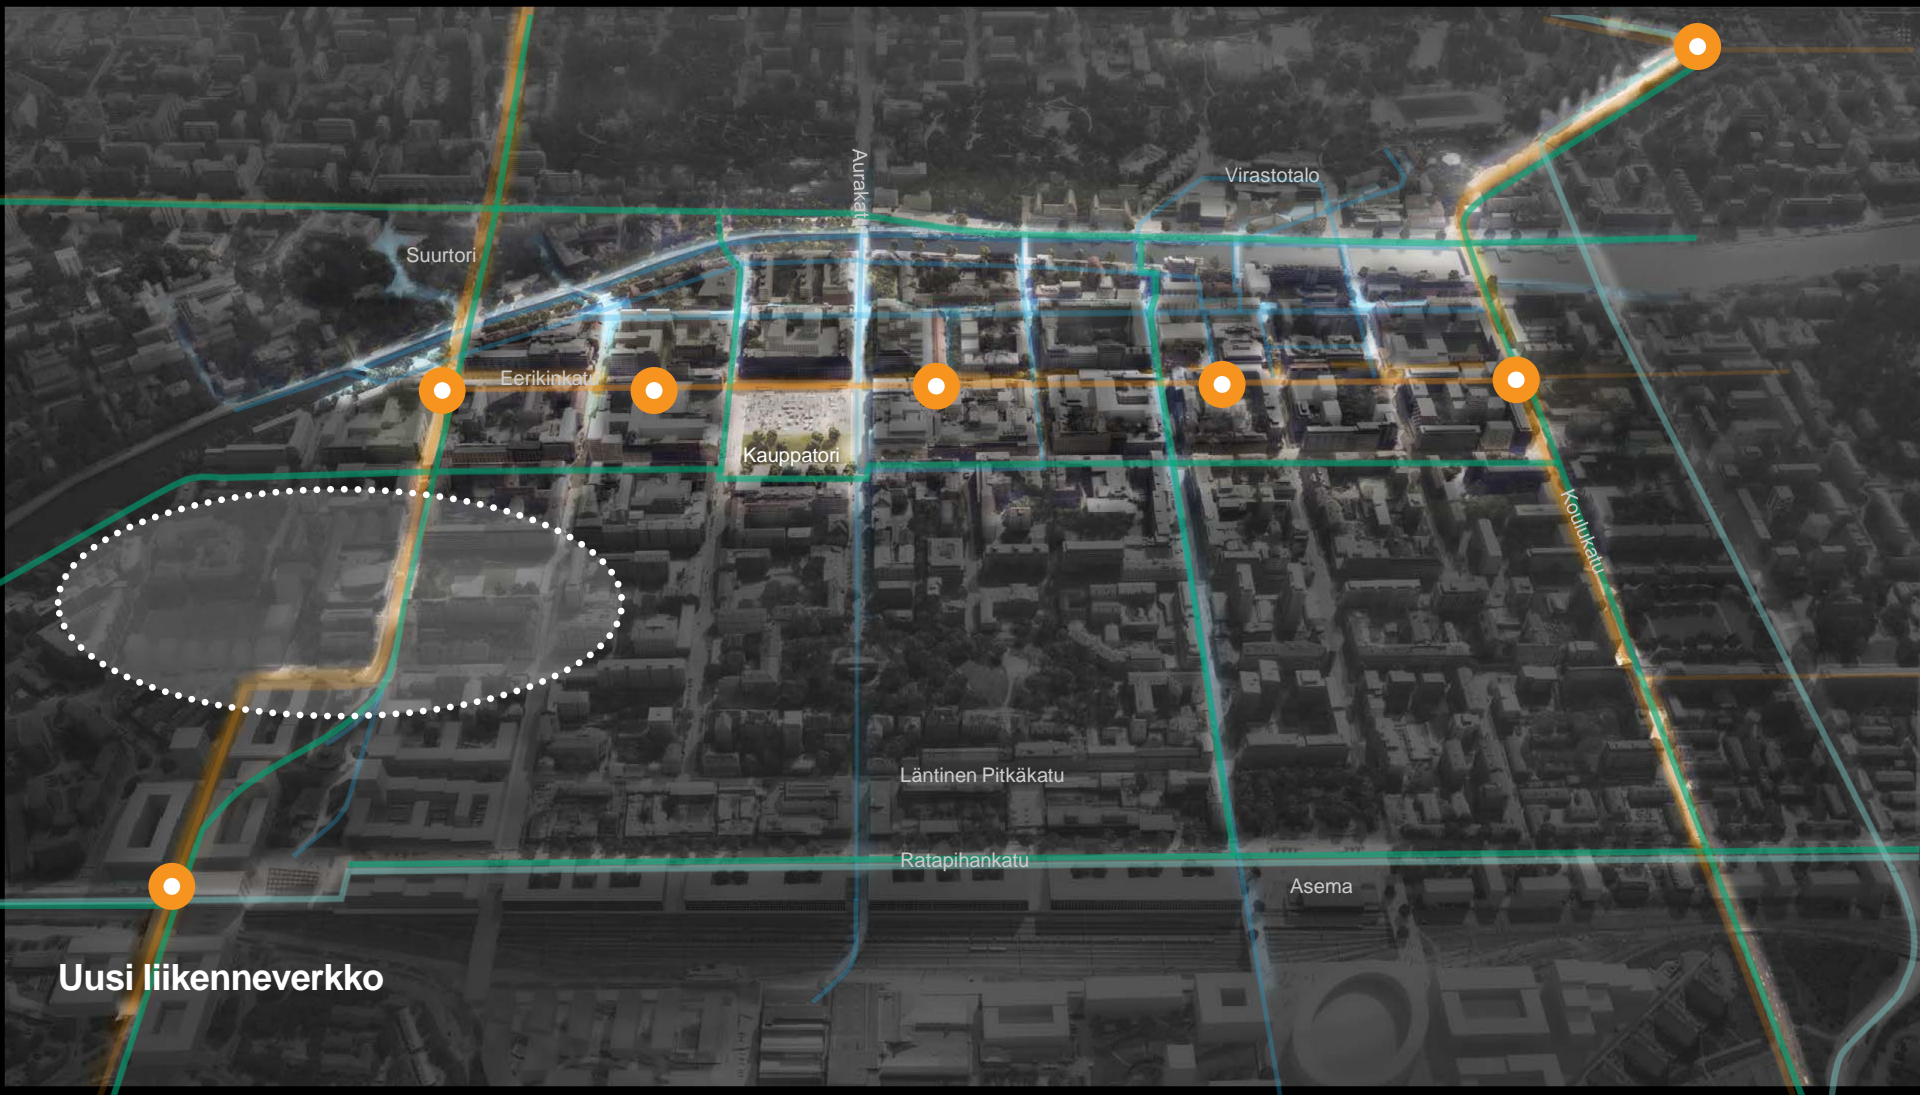 Aurakatu
Virastotalo
Suurtori
Eerikinkatu
Kauppatori
Koulukatu
Läntinen Pitkäkatu
Ratapihankatu
Asema
Uusi liikenneverkko